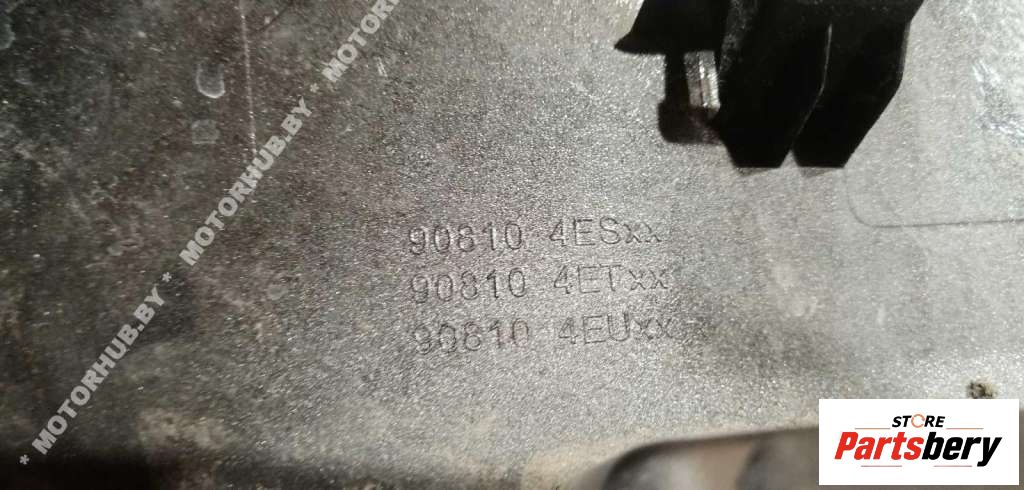 * MOTORHUB.BY * MOTORHUB.BY * MOTORHUB.BY *
90810 4ESxx
90810 4ETxx
90810 4EUxx
STORE
Partsbery